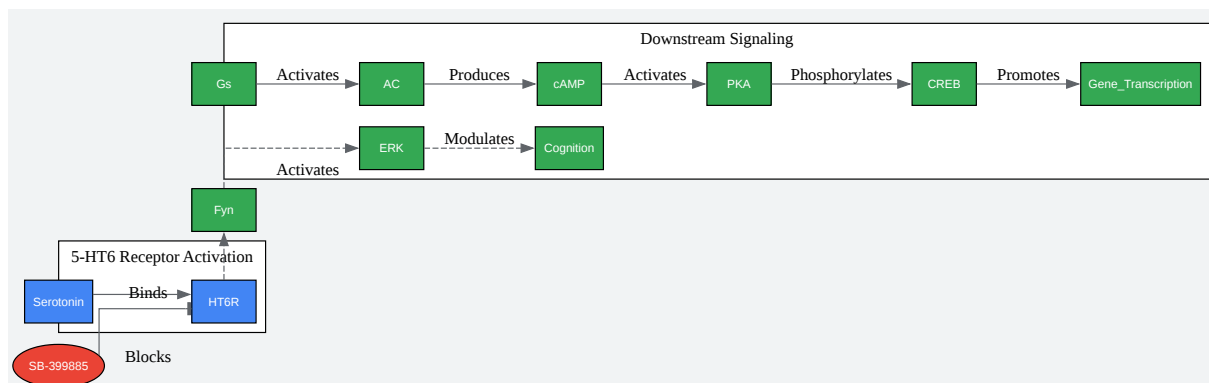 Downstream Signaling
Gs
Activates
AC
Produces
cAMP
Activates
PKA
Phosphorylates
CREB
Promotes
Gene_Transcription
ERK
Modulates
Cognition
Activates
Fyn
5-HT6 Receptor Activation
Serotonin
Binds
HT6R
SB-399885
Blocks